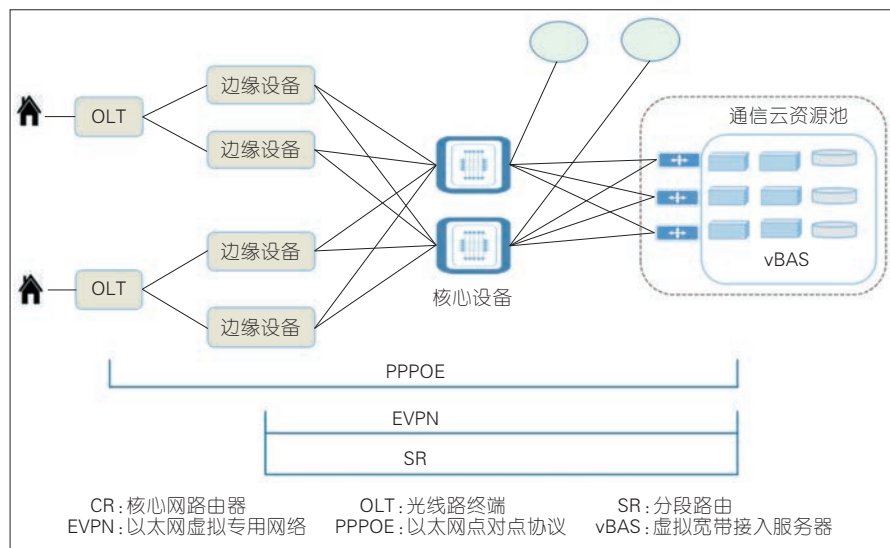 边缘设备
通信云资源池
OLT
边缘设备
边缘设备
vBAS
OLT
核心设备
边缘设备
PPPOE
EVPN
SR
CR:核心网路由器 OLT:光线路终端 SR:分段路由
EVPN:以太网虚拟专用网络 PPPOE:以太网点对点协议 vBAS:虚拟宽带接入服务器